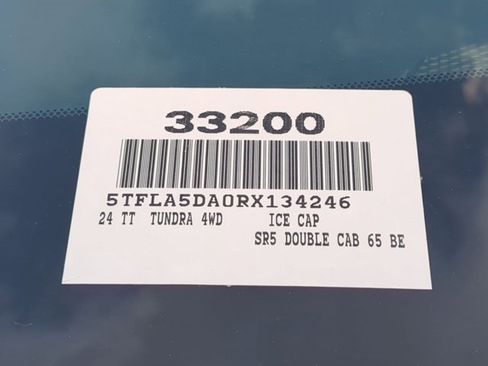 33200
5TFLA5DA0RX134246
24 TT TUNDRA 4WD ICE CAP
SR5 DOUBLE CAB 65 BE